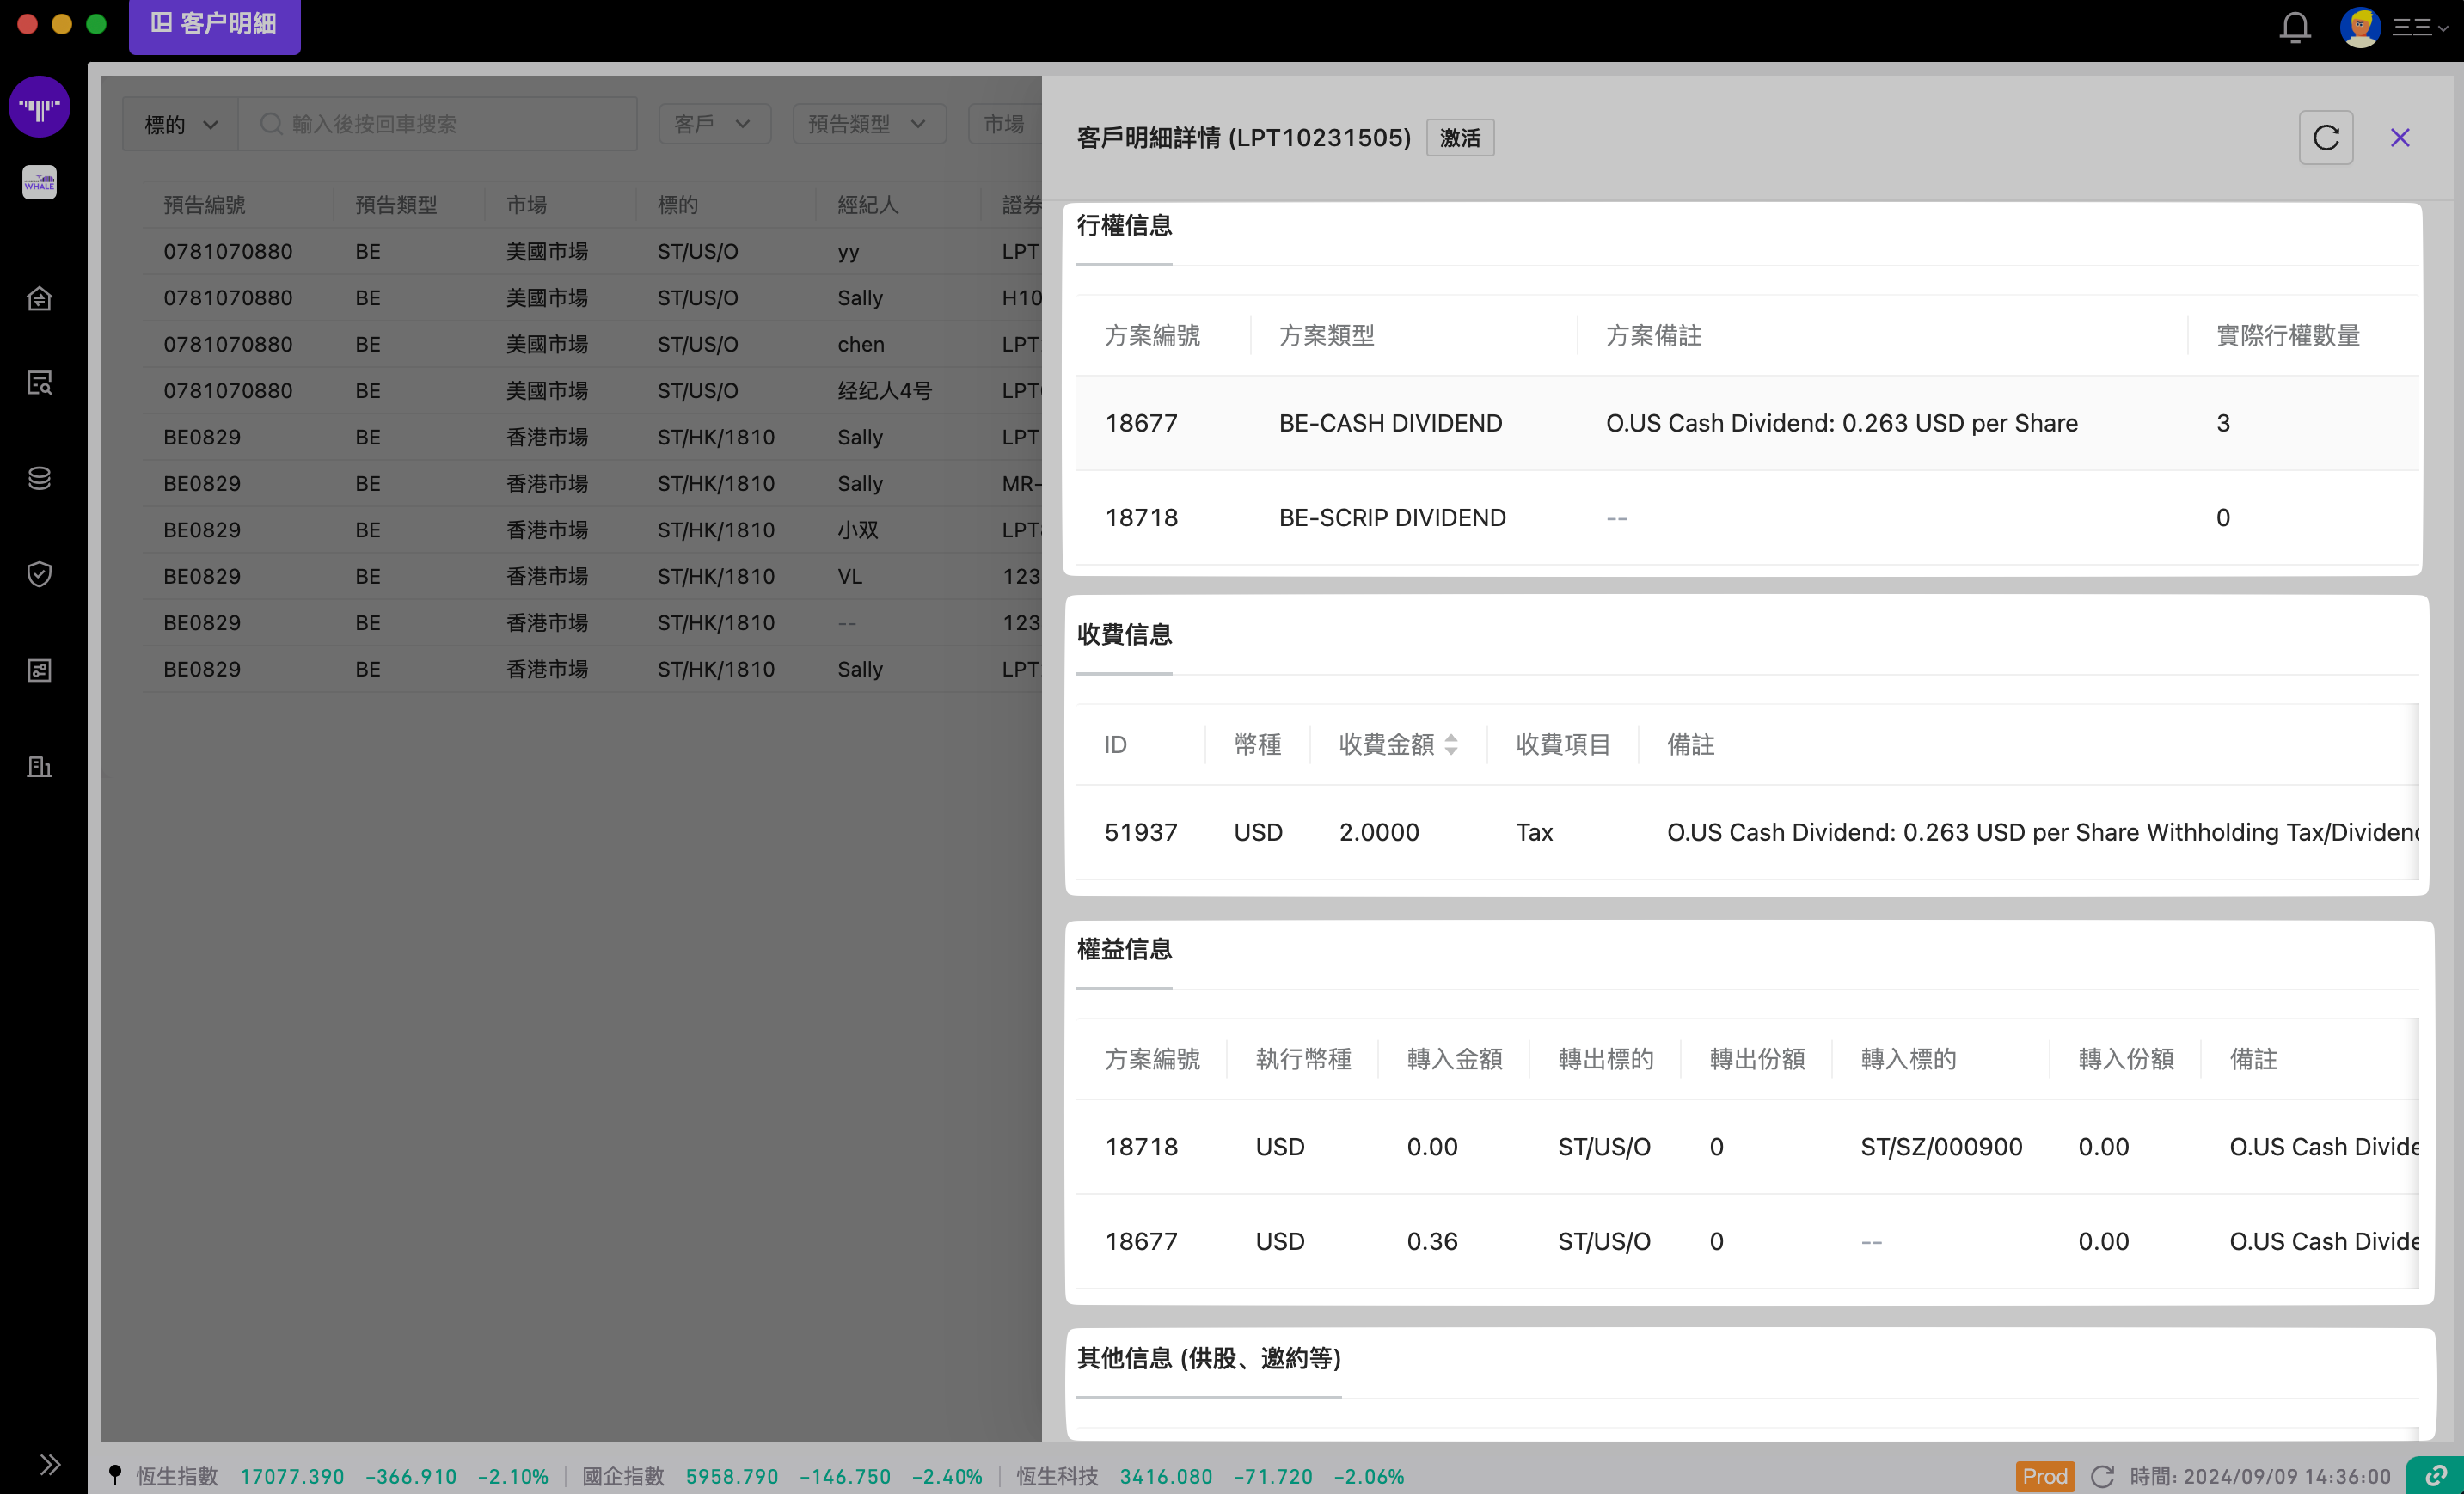 客户明細
三三
WHALE
標的 輸入後按回車搜索 客戶 預告類型 市場
預告編號 預告類型 市場 標的 經紀人 證券
0781070880 BE 美國市場 ST/US/O yy LPT
0781070880 BE 美國市場 ST/US/O Sally H10
0781070880 BE 美國市場 ST/US/O chen LPT
0781070880 BE 美國市場 ST/US/O 经纪人4号 LPT
BE0829 BE 香港市場 ST/HK/1810 Sally LPT
BE0829 BE 香港市場 ST/HK/1810 Sally MR-
BE0829 BE 香港市場 ST/HK/1810 小双 LPT
BE0829 BE 香港市場 ST/HK/1810 VL 123
BE0829 BE 香港市場 ST/HK/1810 -- 123
BE0829 BE 香港市場 ST/HK/1810 Sally LPT
客戶明細詳情 (LPT10231505) 激活
行權信息
方案編號 方案類型 方案備註 實際行權數量
18677 BE-CASH DIVIDEND O.US Cash Dividend: 0.263 USD per Share 3
18718 BE-SCRIP DIVIDEND -- 0
收費信息
ID 幣種 收費金額 收費項目 備註
51937 USD 2.0000 Tax O.US Cash Dividend: 0.263 USD per Share Withholding Tax/Dividend
權益信息
方案編號 執行幣種 轉入金額 轉出標的 轉出份額 轉入標的 轉入份額 備註
18718 USD 0.00 ST/US/O 0 ST/SZ/000900 0.00 O.US Cash Divide
18677 USD 0.36 ST/US/O 0 -- 0.00 O.US Cash Divide
其他信息 (供股、邀約等)
恆生指數 17077.390 -366.910 -2.10% 國企指數 5958.790 -146.750 -2.40% 恆生科技 3416.080 -71.720 -2.06% Prod 時間: 2024/09/09 14:36:00